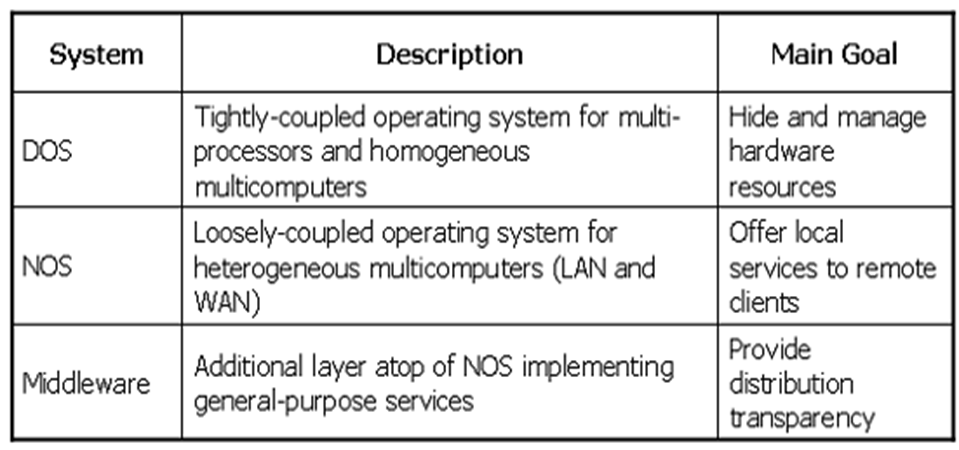 System
Description
Main Goal
DOS
Tightly-coupled operating system for multi-
processors and homogeneous
multicomputers
Hide and manage
hardware
resources
NOS
Loosely-coupled operating system for
heterogeneous multicomputers (LAN and
WAN)
Offer local
services to remote
clients
Middleware
Additional layer atop of NOS implementing
general-purpose services
Provide
distribution
transparency